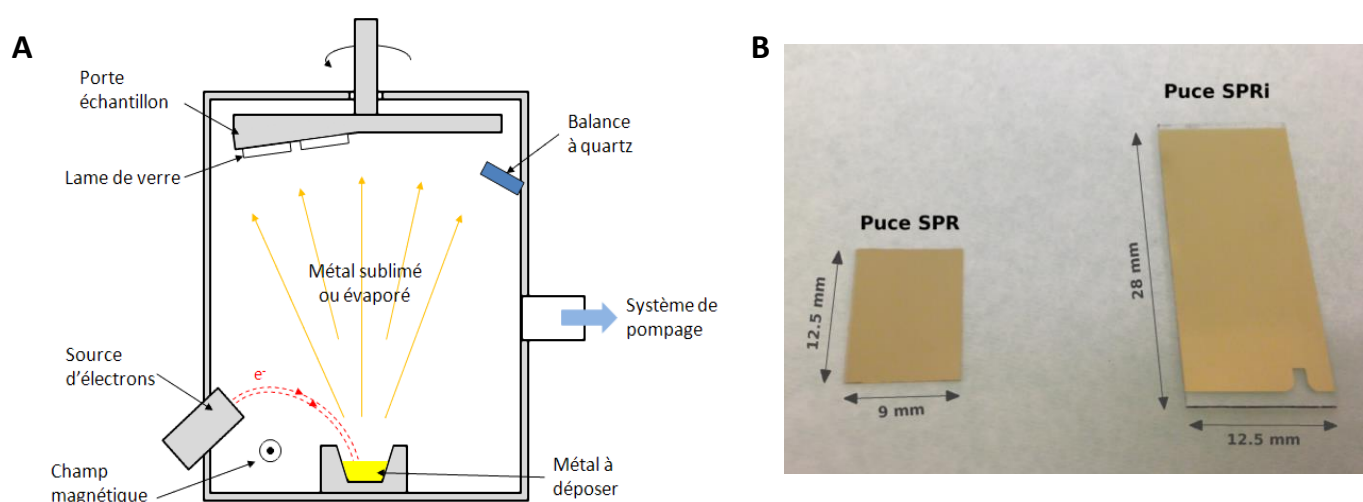 A
Porte
échantillon
Lame de verre
Balance
à quartz
Métal sublimé
ou évaporé
Système de
pompage
Source
d'électrons
e-
Champ
magnétique
Métal à
déposer
B
Puce SPRi
Puce SPR
28 mm
12.5 mm
9 mm
12.5 mm